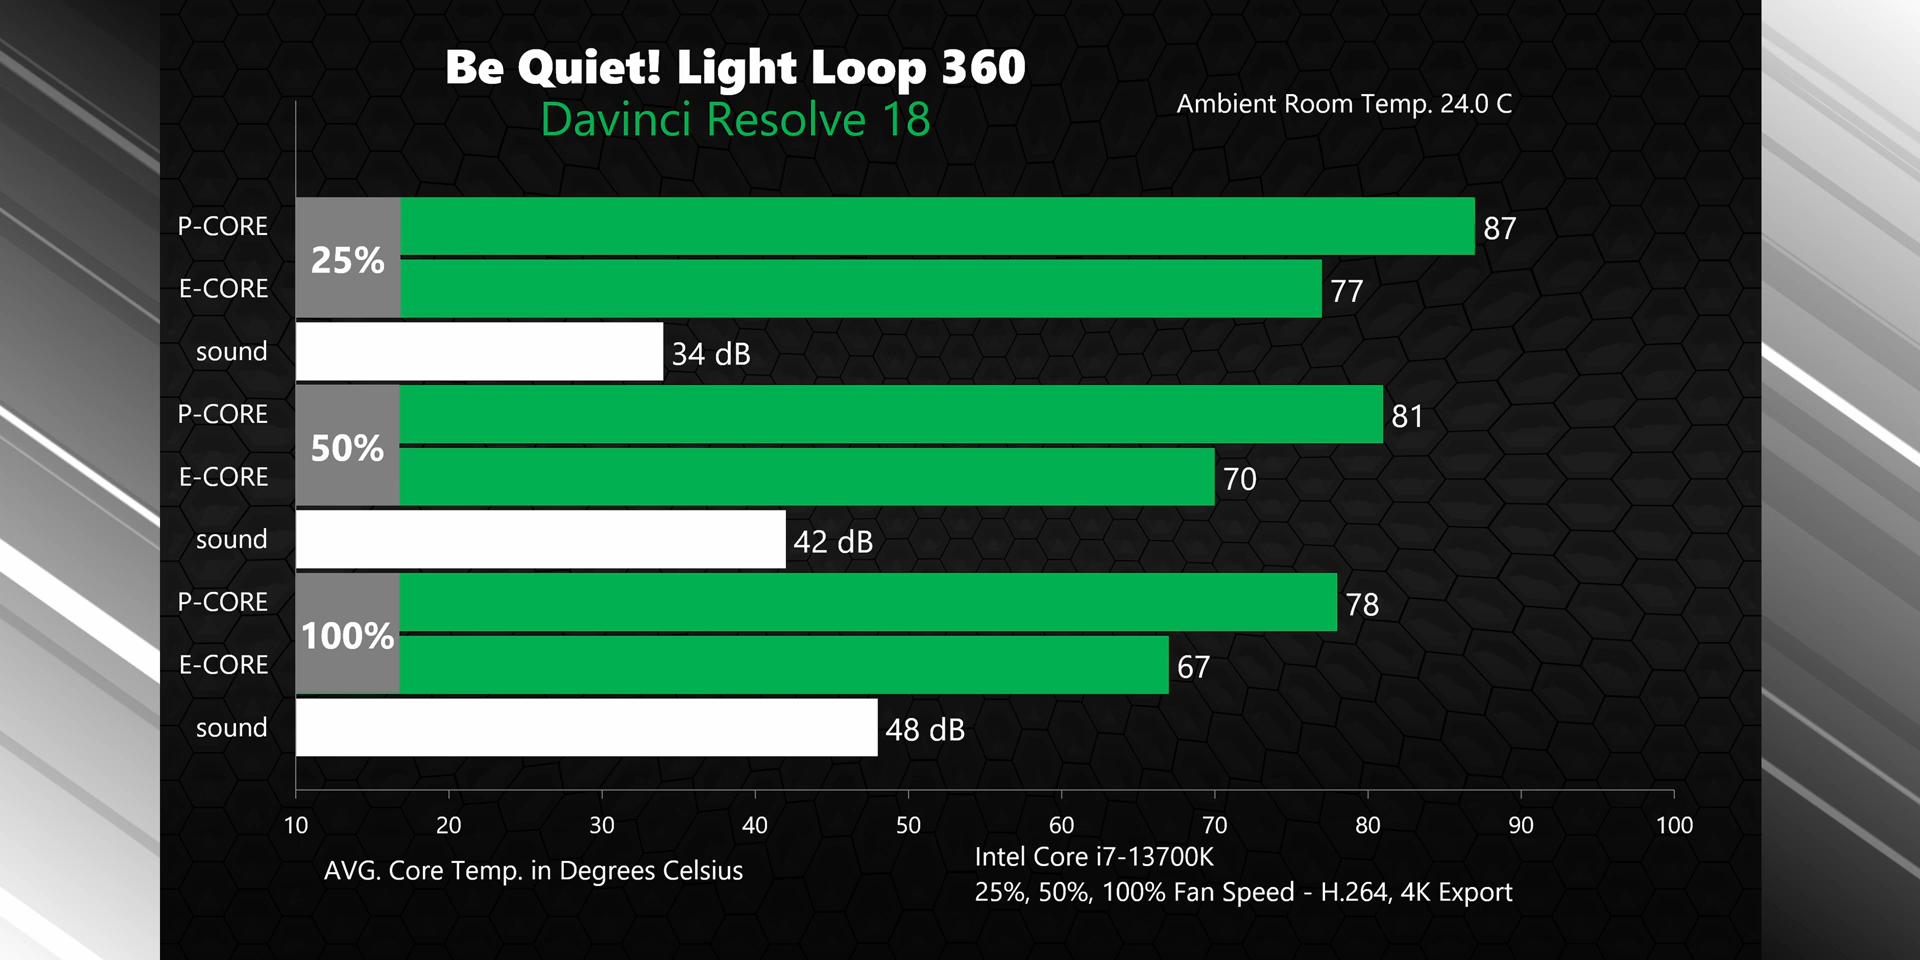 Be Quiet! Light Loop 360
Davinci Resolve 18
Ambient Room Temp. 24.0 C
P-CORE
25%
87
E-CORE
77
sound
34 dB
P-CORE
50%
81
E-CORE
70
sound
42 dB
P-CORE
100%
78
E-CORE
67
sound
48 dB
10 20 30 40 50 60 70 80 90 100
AVG. Core Temp. in Degrees Celsius
Intel Core i7-13700K
25%, 50%, 100% Fan Speed - H.264, 4K Export